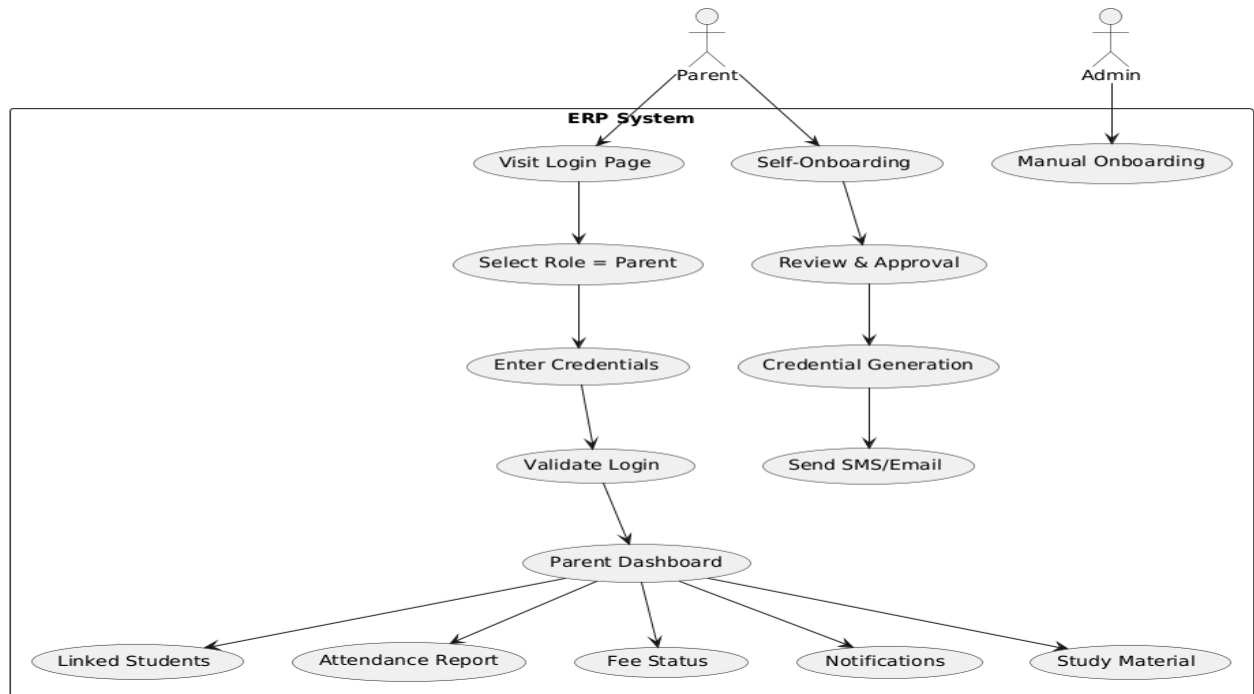 Parent
Admin
ERP System
Visit Login Page
Self-Onboarding
Manual Onboarding
Select Role = Parent
Review & Approval
Enter Credentials
Credential Generation
Validate Login
Send SMS/Email
Parent Dashboard
Linked Students
Attendance Report
Fee Status
Notifications
Study Material